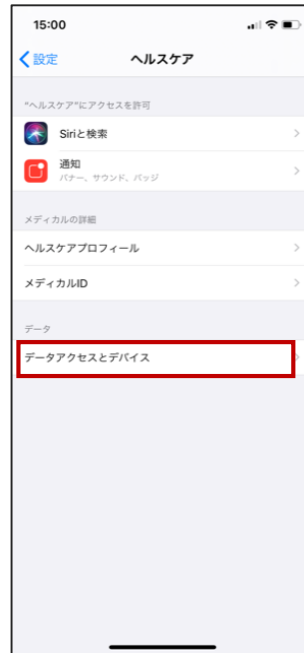 15:00
設定
ヘルスケア
"ヘルスケア"にアクセスを許可
Siriと検索
通知
バナー、サウンド、バッジ
メディカルの詳細
ヘルスケアプロフィール
メディカルID
データ
データアクセスとデバイス